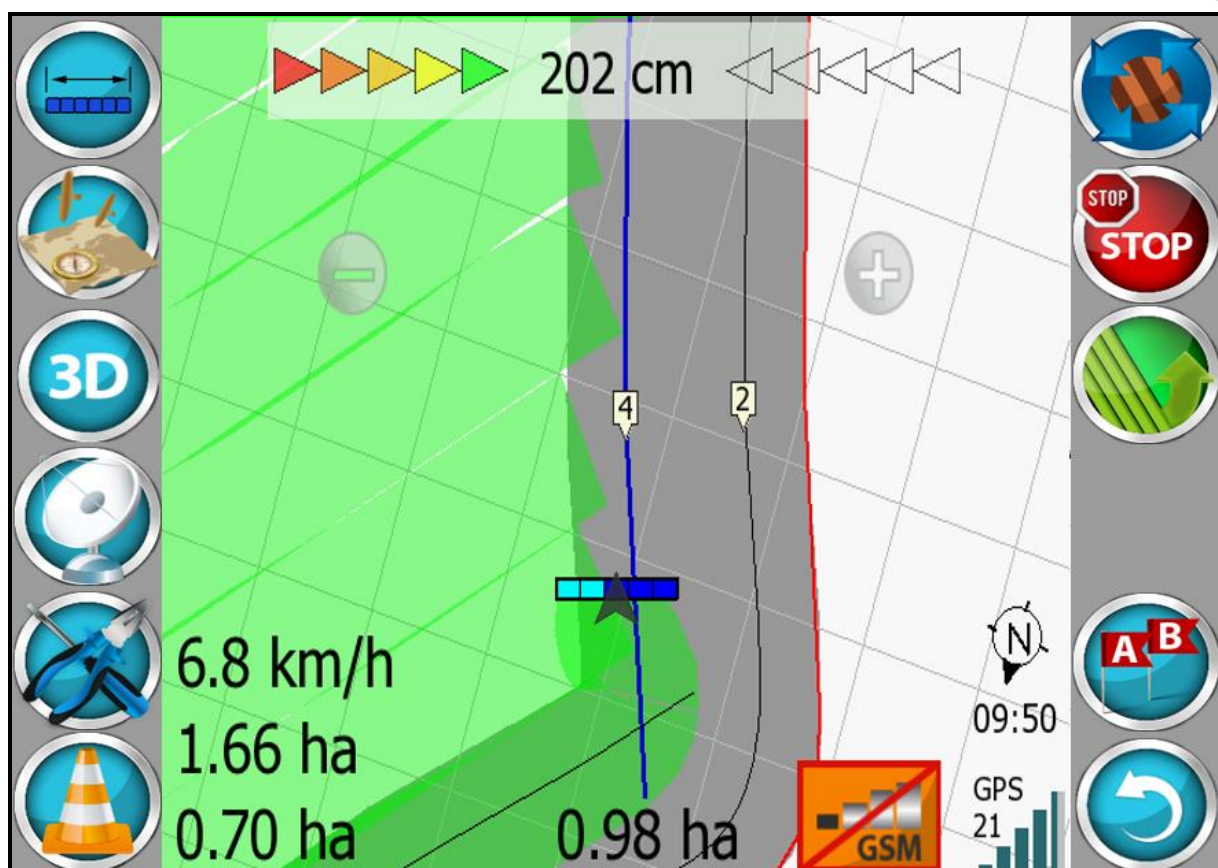 202 cm
STOP
STOP
3D
4
2
6.8 km/h
N
A B
09:50
1.66 ha
GPS
21
0.70 ha
0.98 ha
GSM